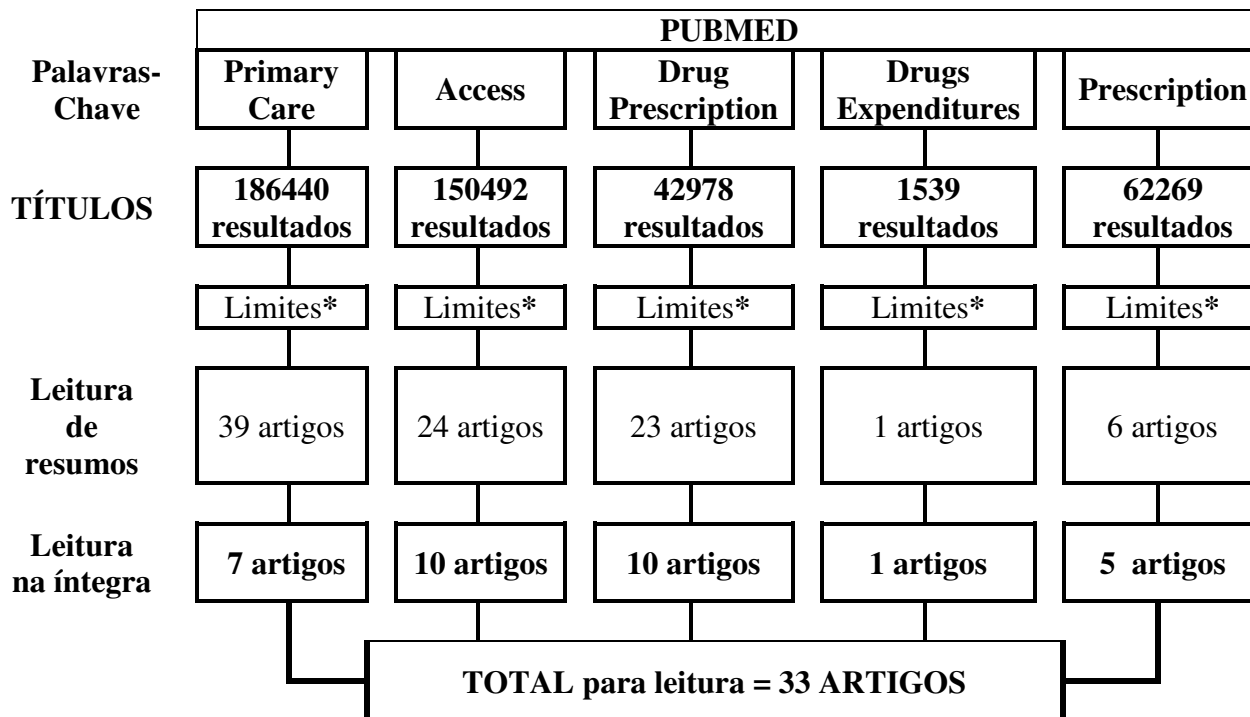 PUBMED
Palavras-
Chave
Primary
Care
Access
Drug
Prescription
Drugs
Expenditures
Prescription
TÍTULOS
186440
resultados
150492
resultados
42978
resultados
1539
resultados
62269
resultados
Limites*
Limites*
Limites*
Limites*
Limites*
Leitura
de
resumos
39 artigos
24 artigos
23 artigos
1 artigos
6 artigos
Leitura
na íntegra
7 artigos
10 artigos
10 artigos
1 artigos
5 artigos
TOTAL para leitura = 33 ARTIGOS